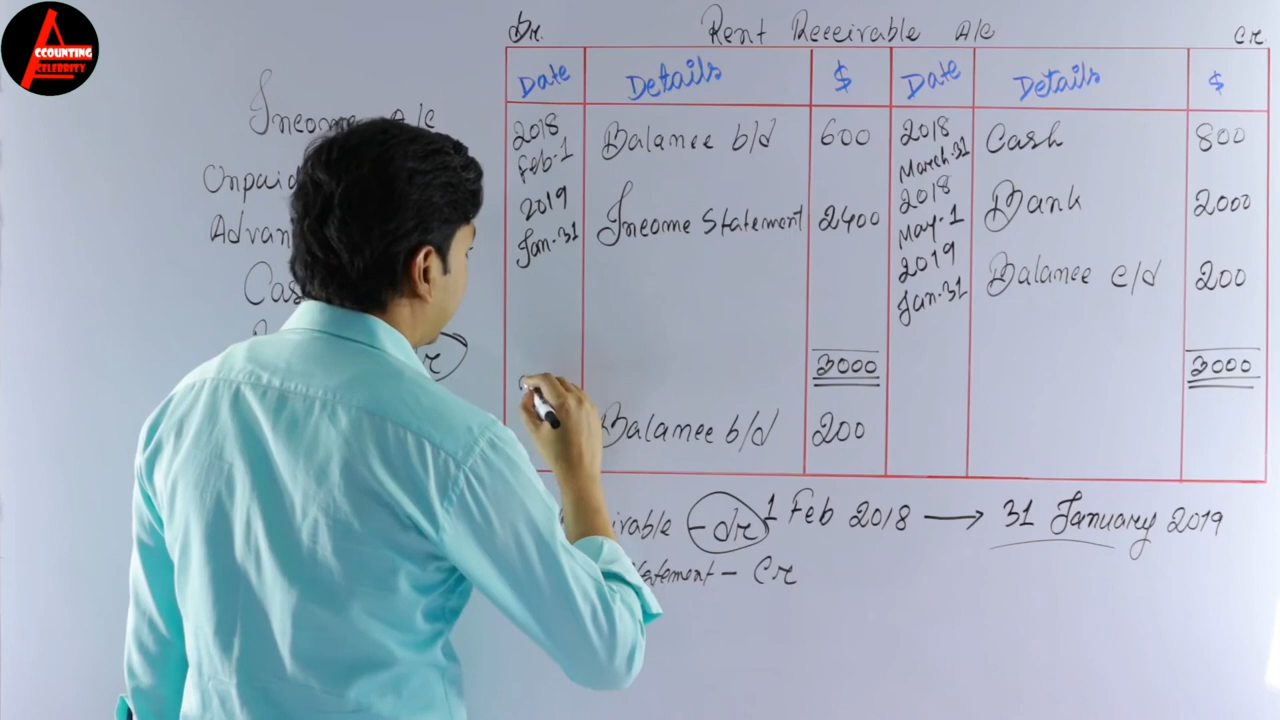 ACCOUNTING
CELEBRITY
Dr. Rent Receivable A/c Cr.
Date Details $ Date Details $
2018 Feb-1 Balance b/d 600 2018 March-31 Cash 800
2019 Jan-31 Income Statement 2400 2018 May-1 Bank 2000
2019 Jan-31 Balance c/d 200
3000 3000
Balance b/d 200
Income A/c
-dr 1 Feb 2018 → 31 January 2019
- Cr